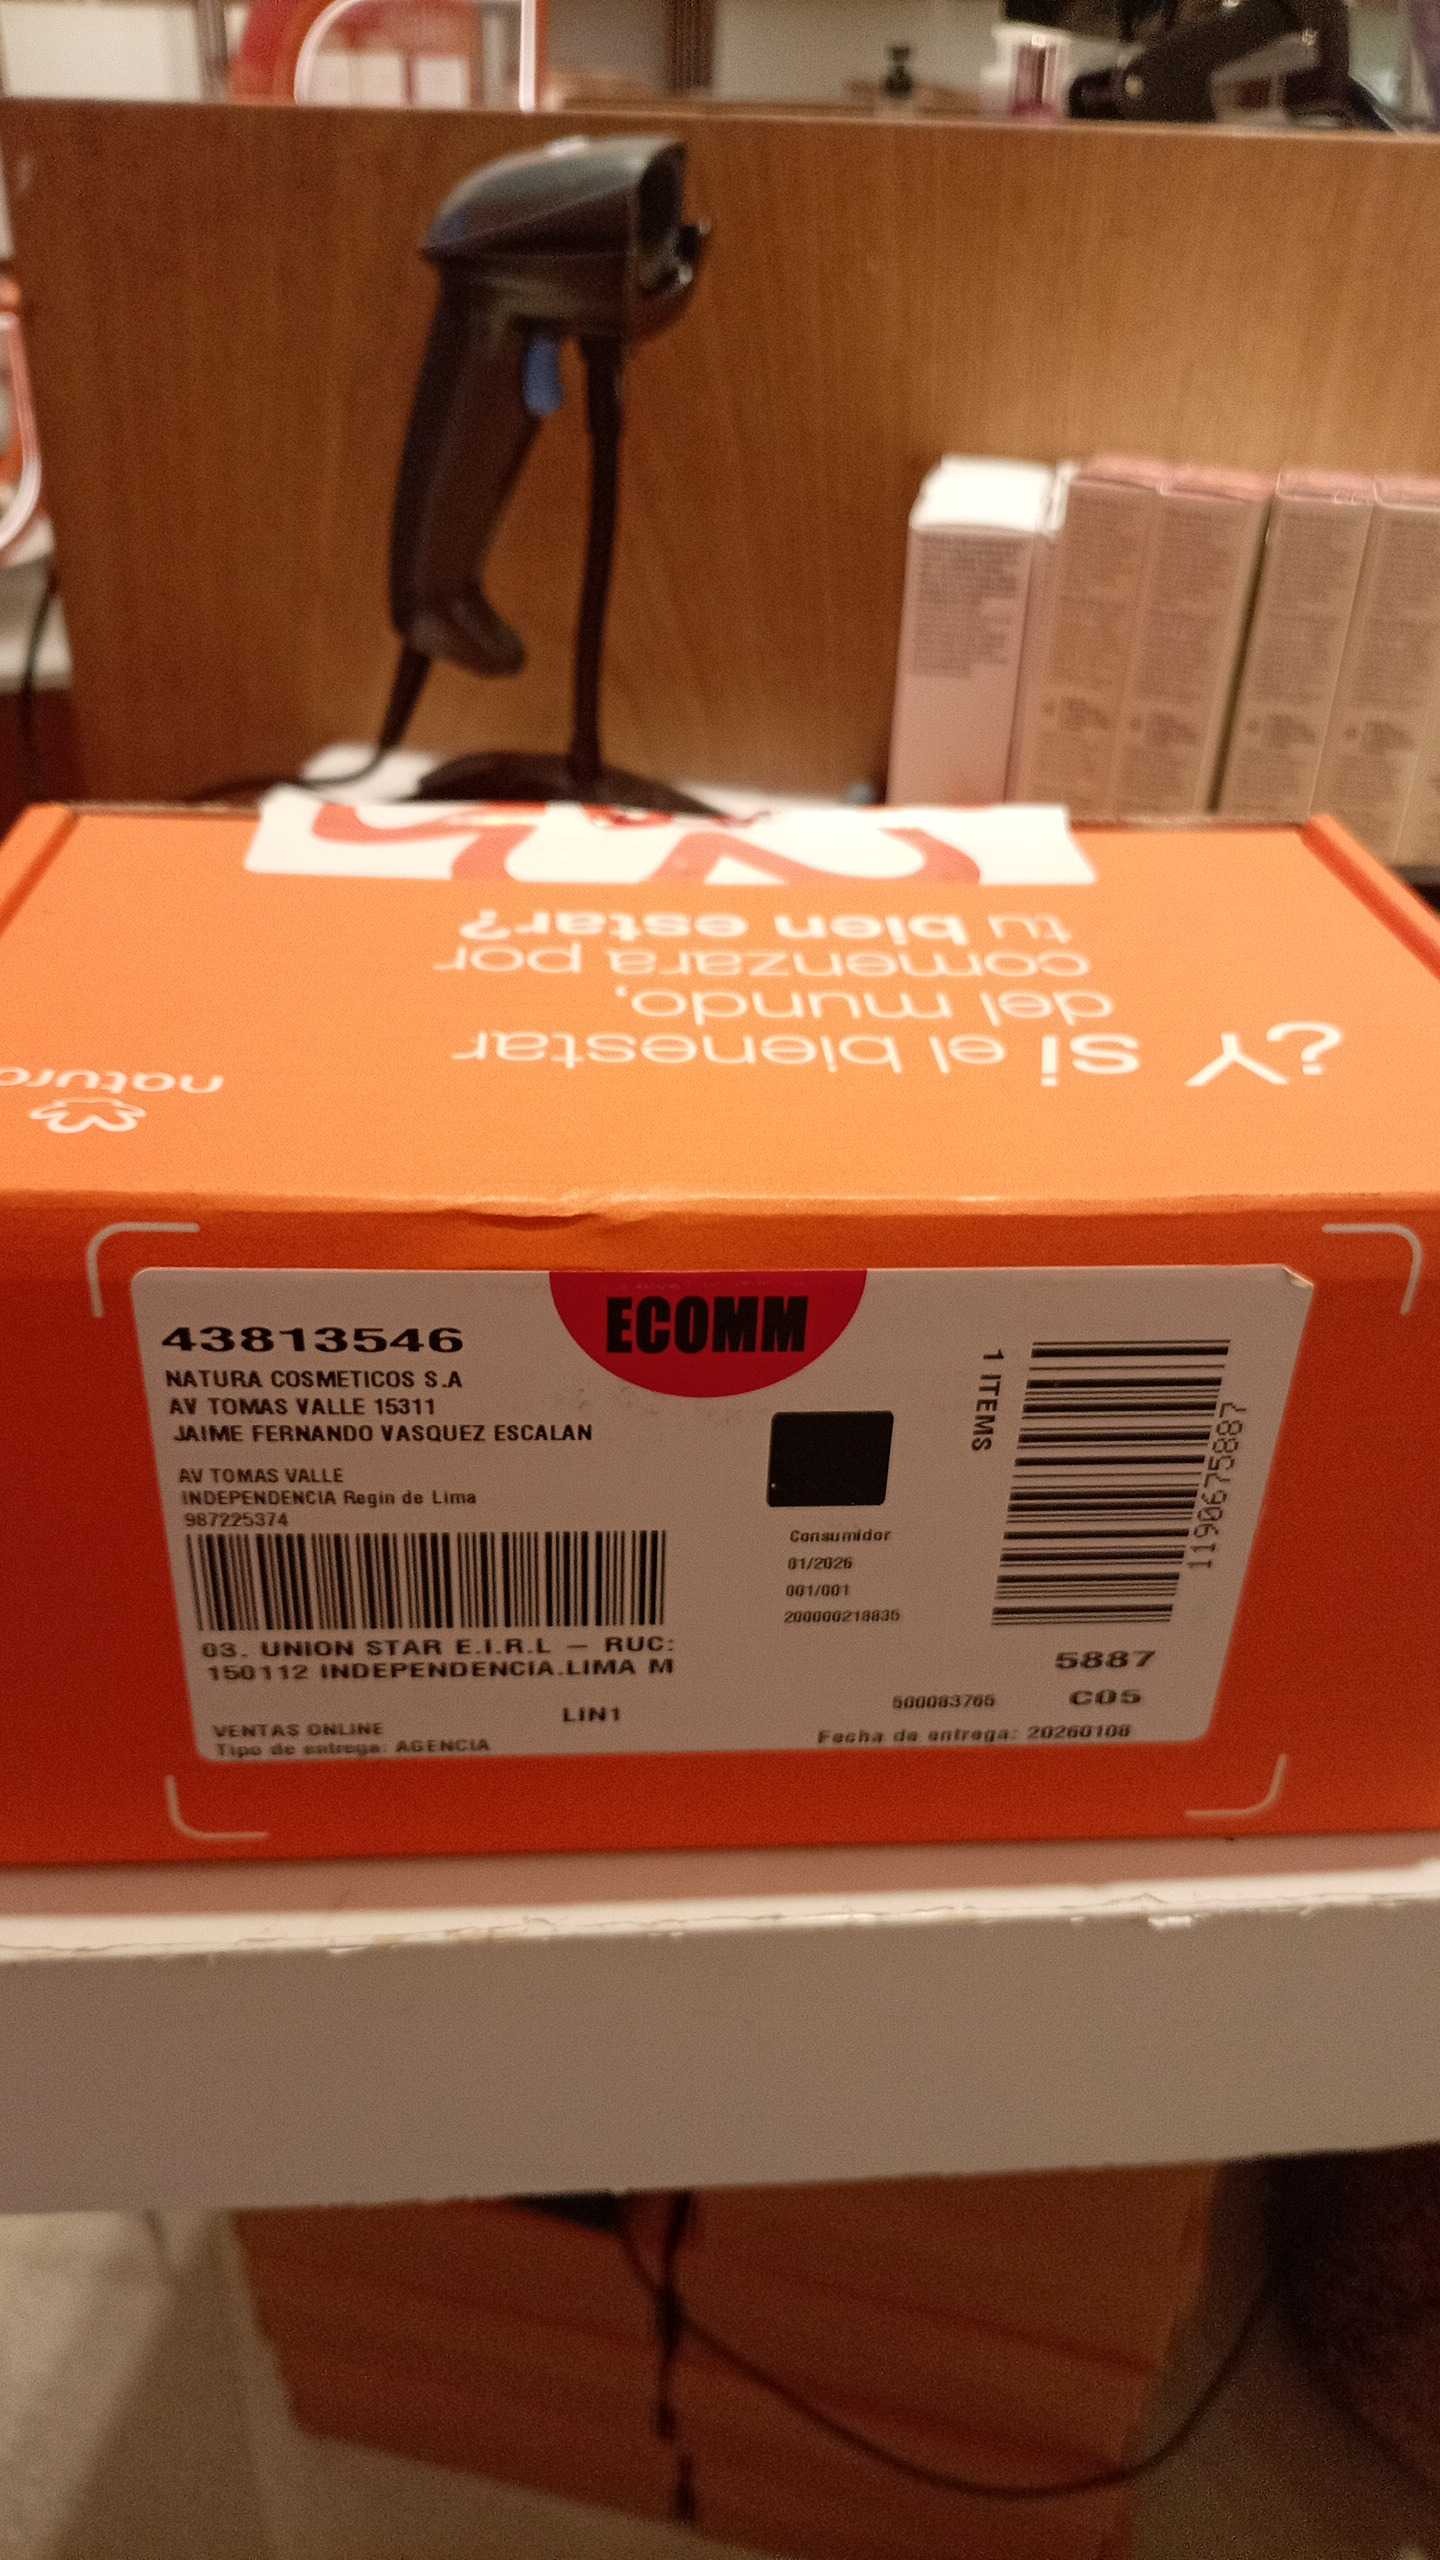 ¿Y si el bienestar
del mundo,
comenzara por
tu bien estar?
natura
ECOMM
43813546
NATURA COSMETICOS S.A
AV TOMAS VALLE 15311
JAIME FERNANDO VASQUEZ ESCALAN
AV TOMAS VALLE
INDEPENDENCIA Regin de Lima
987225374
03. UNION STAR E.I.R.L – RUC:
150112 INDEPENDENCIA.LIMA M
LIN1
VENTAS ONLINE
Tipo de entrega: AGENCIA
Consumidor
01/2026
001/001
200000218835
1 ITEMS
1190675887
5887
500083765
C05
Fecha de entrega: 20260108